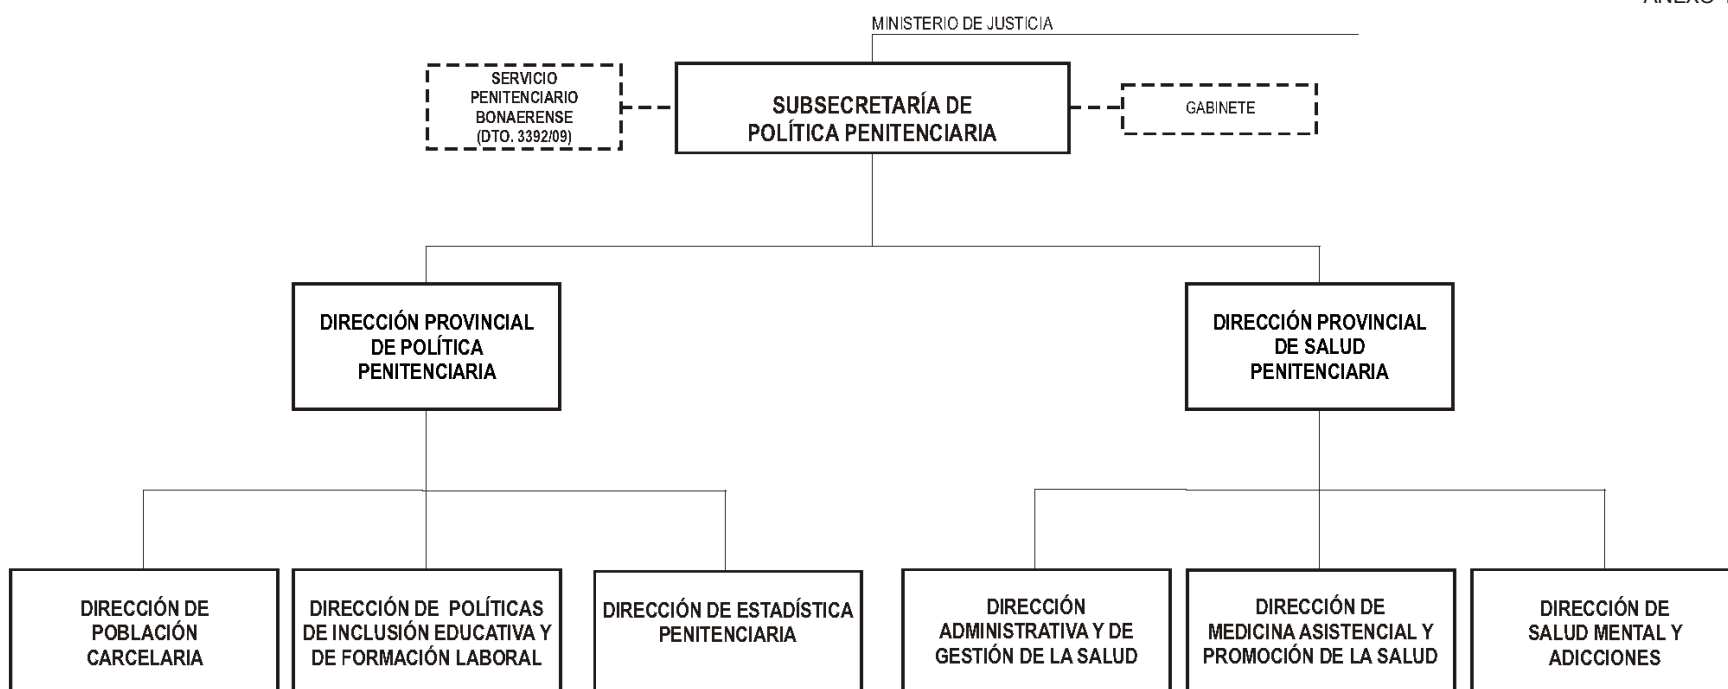 ANEXO
MINISTERIO DE JUSTICIA
SERVICIO
PENITENCIARIO
BONAERENSE
(DTO. 3392/09)
SUBSECRETARÍA DE
POLÍTICA PENITENCIARIA
GABINETE
DIRECCIÓN PROVINCIAL
DE POLÍTICA
PENITENCIARIA
DIRECCIÓN PROVINCIAL
DE SALUD
PENITENCIARIA
DIRECCIÓN DE
POBLACIÓN
CARCELARIA
DIRECCIÓN DE POLÍTICAS
DE INCLUSIÓN EDUCATIVA Y
DE FORMACIÓN LABORAL
DIRECCIÓN DE ESTADÍSTICA
PENITENCIARIA
DIRECCIÓN
ADMINISTRATIVA Y DE
GESTIÓN DE LA SALUD
DIRECCIÓN DE
MEDICINA ASISTENCIAL Y
PROMOCIÓN DE LA SALUD
DIRECCIÓN DE
SALUD MENTAL Y
ADICCIONES